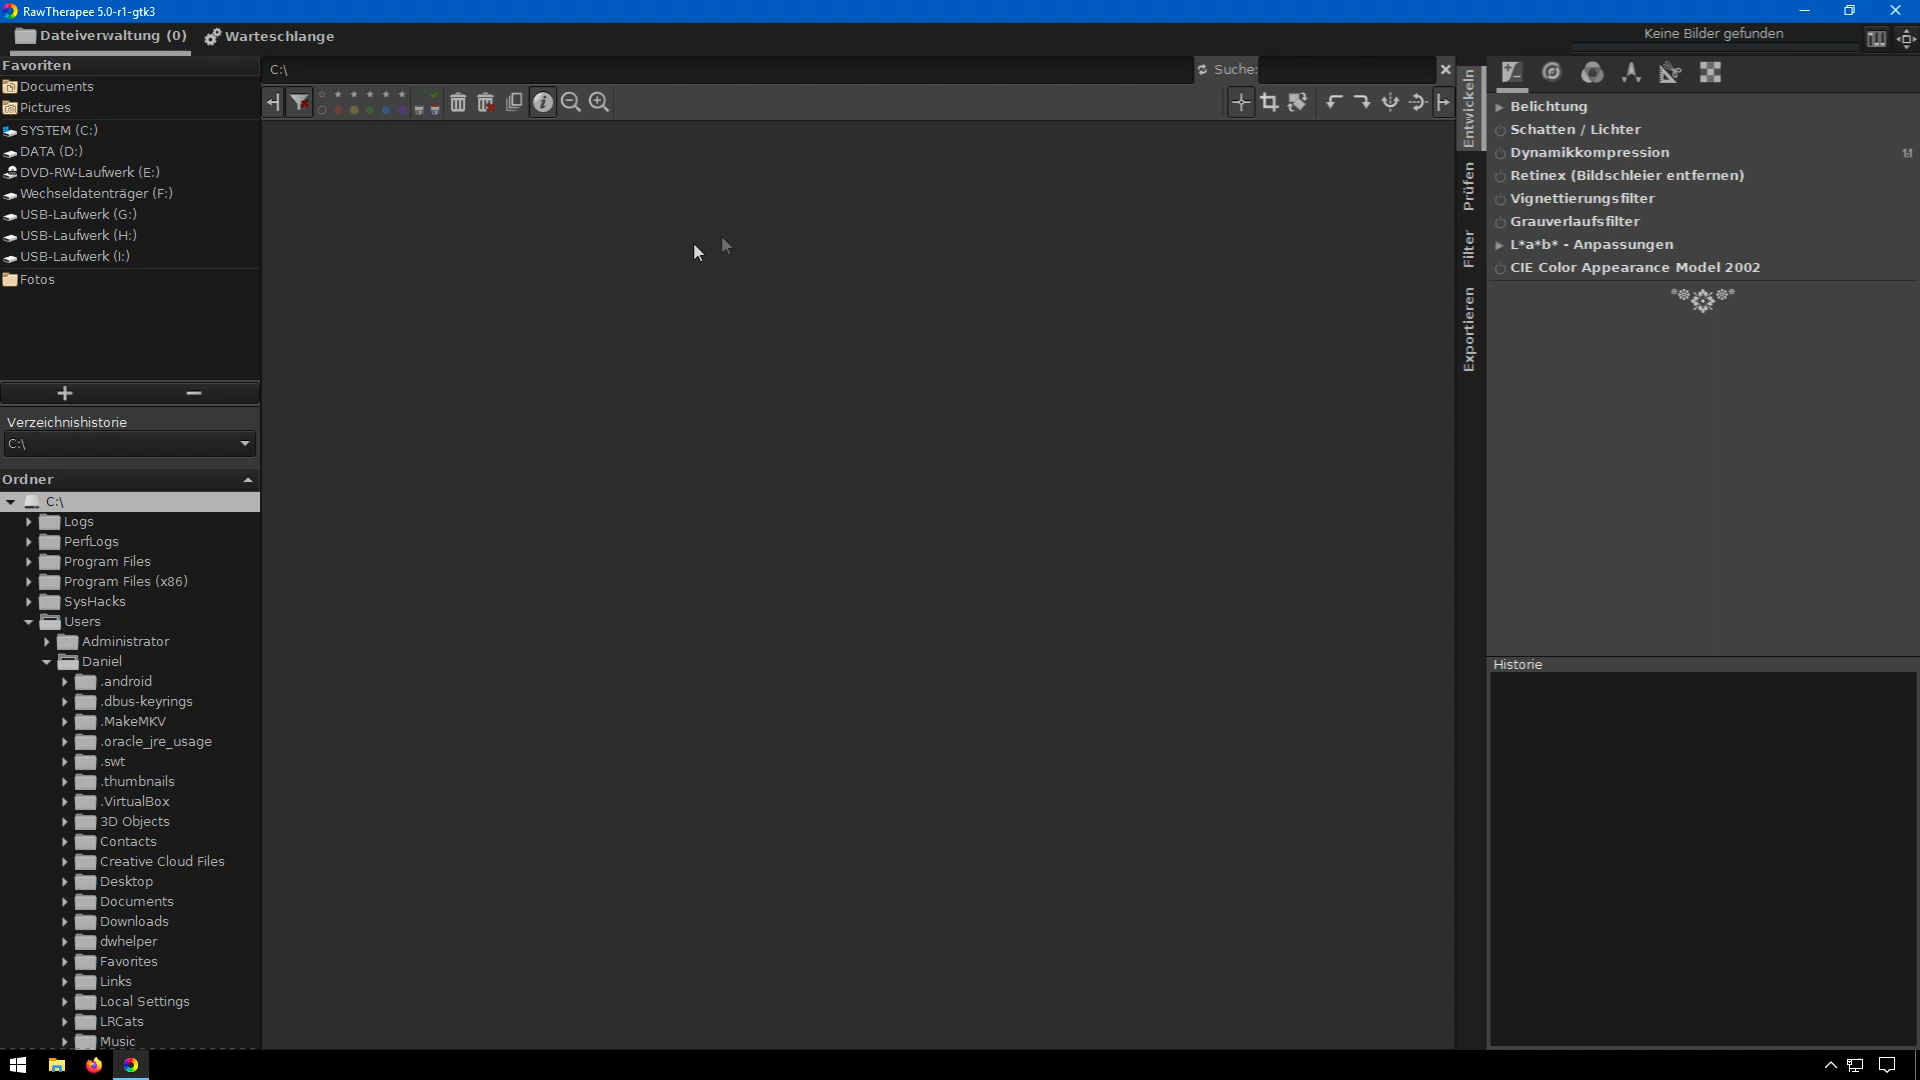 RawTherapee 5.0-r1-gtk3
Dateiverwaltung (0)
Warteschlange
Keine Bilder gefunden
Favoriten
Documents
Pictures
SYSTEM (C:)
DATA (D:)
DVD-RW-Laufwerk (E:)
Wechseldatenträger (F:)
USB-Laufwerk (G:)
USB-Laufwerk (H:)
USB-Laufwerk (I:)
Fotos
Verzeichnishistorie
C:\
Ordner
C:\
Logs
PerfLogs
Program Files
Program Files (x86)
SysHacks
Users
Administrator
Daniel
.android
.dbus-keyrings
.MakeMKV
.oracle_jre_usage
.swt
.thumbnails
.VirtualBox
3D Objects
Contacts
Creative Cloud Files
Desktop
Documents
Downloads
dwhelper
Favorites
Links
Local Settings
LRCats
Music
C:\
Suche:
Entwickeln
Prüfen
Filter
Exportieren
Belichtung
Schatten / Lichter
Dynamikkompression
1:1
Retinex (Bildschleier entfernen)
Vignettierungsfilter
Grauverlaufsfilter
L*a*b* - Anpassungen
CIE Color Appearance Model 2002
Historie